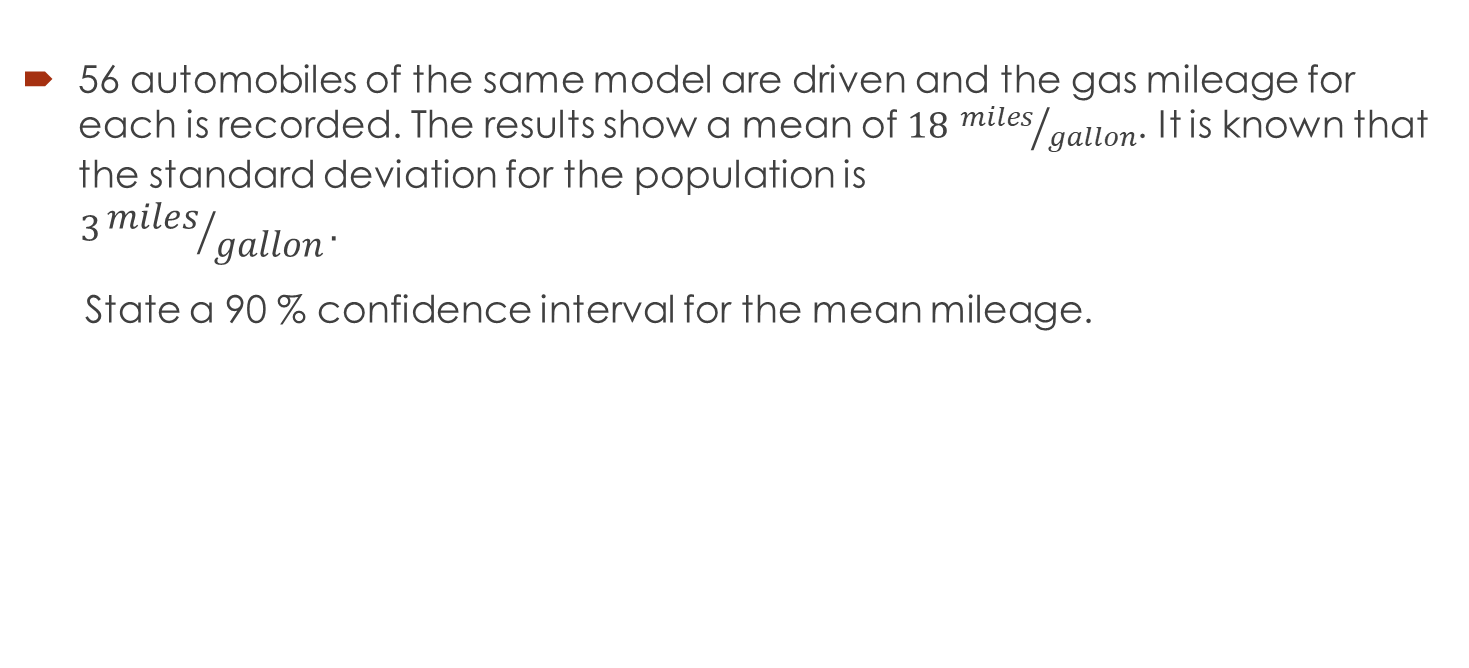 56 automobiles of the same model are driven and the gas mileage for
each is recorded. The results show a mean of 18 miles/gallon. It is known that
the standard deviation for the population is
3 miles/gallon.
State a 90 % confidence interval for the mean mileage.